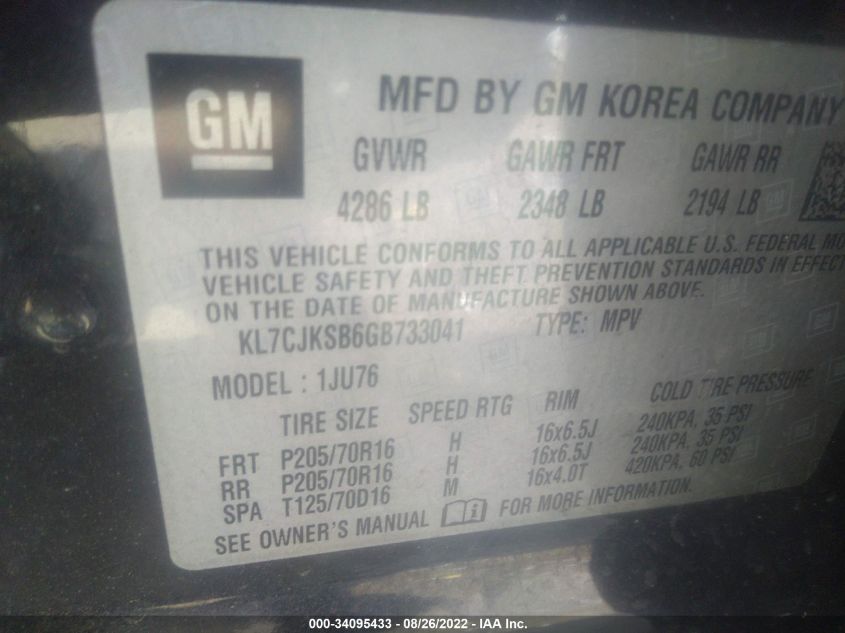 GM
MFD BY GM KOREA COMPANY
GVWR GAWR FRT GAWR RR
4286 LB 2348 LB 2194 LB
THIS VEHICLE CONFORMS TO ALL APPLICABLE U.S. FEDERAL MO
VEHICLE SAFETY AND THEFT PREVENTION STANDARDS IN EFFECT
ON THE DATE OF MANUFACTURE SHOWN ABOVE.
KL7CJKSB6GB733041 TYPE: MPV
MODEL : 1JU76
TIRE SIZE SPEED RTG RIM COLD TIRE PRESSURE
FRT P205/70R16 H 16x6.5J 240KPA, 35 PSI
RR P205/70R16 H 16x6.5J 240KPA, 35 PSI
SPA T125/70D16 M 16x4.0T 420KPA, 60 PSI
SEE OWNER'S MANUAL FOR MORE INFORMATION.
000-34095433 - 08/26/2022 - IAA Inc.